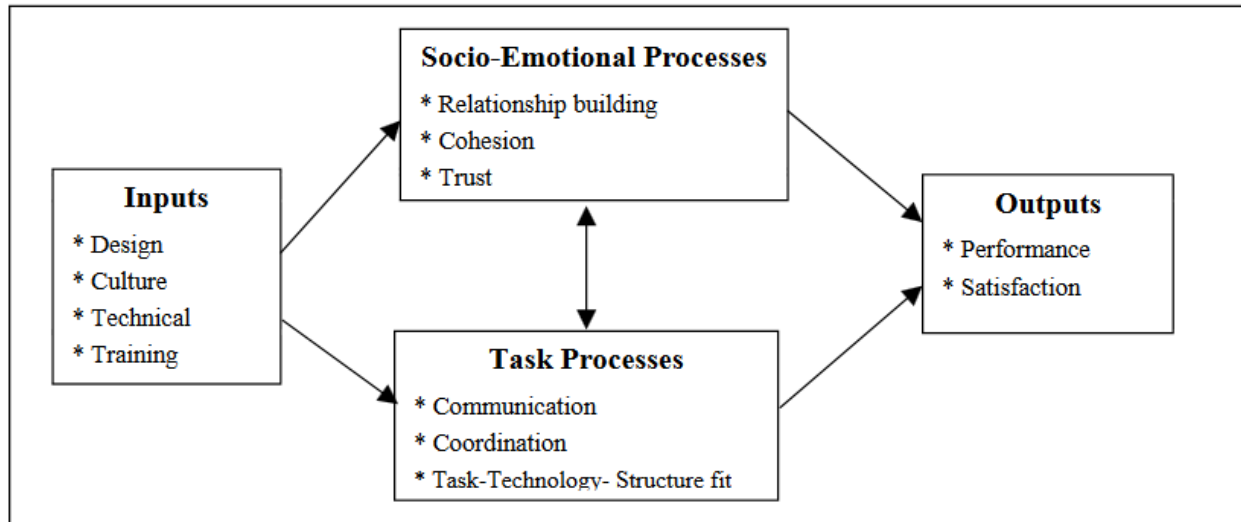 Socio-Emotional Processes
* Relationship building
* Cohesion
* Trust
Inputs
* Design
* Culture
* Technical
* Training
Outputs
* Performance
* Satisfaction
Task Processes
* Communication
* Coordination
* Task-Technology- Structure fit